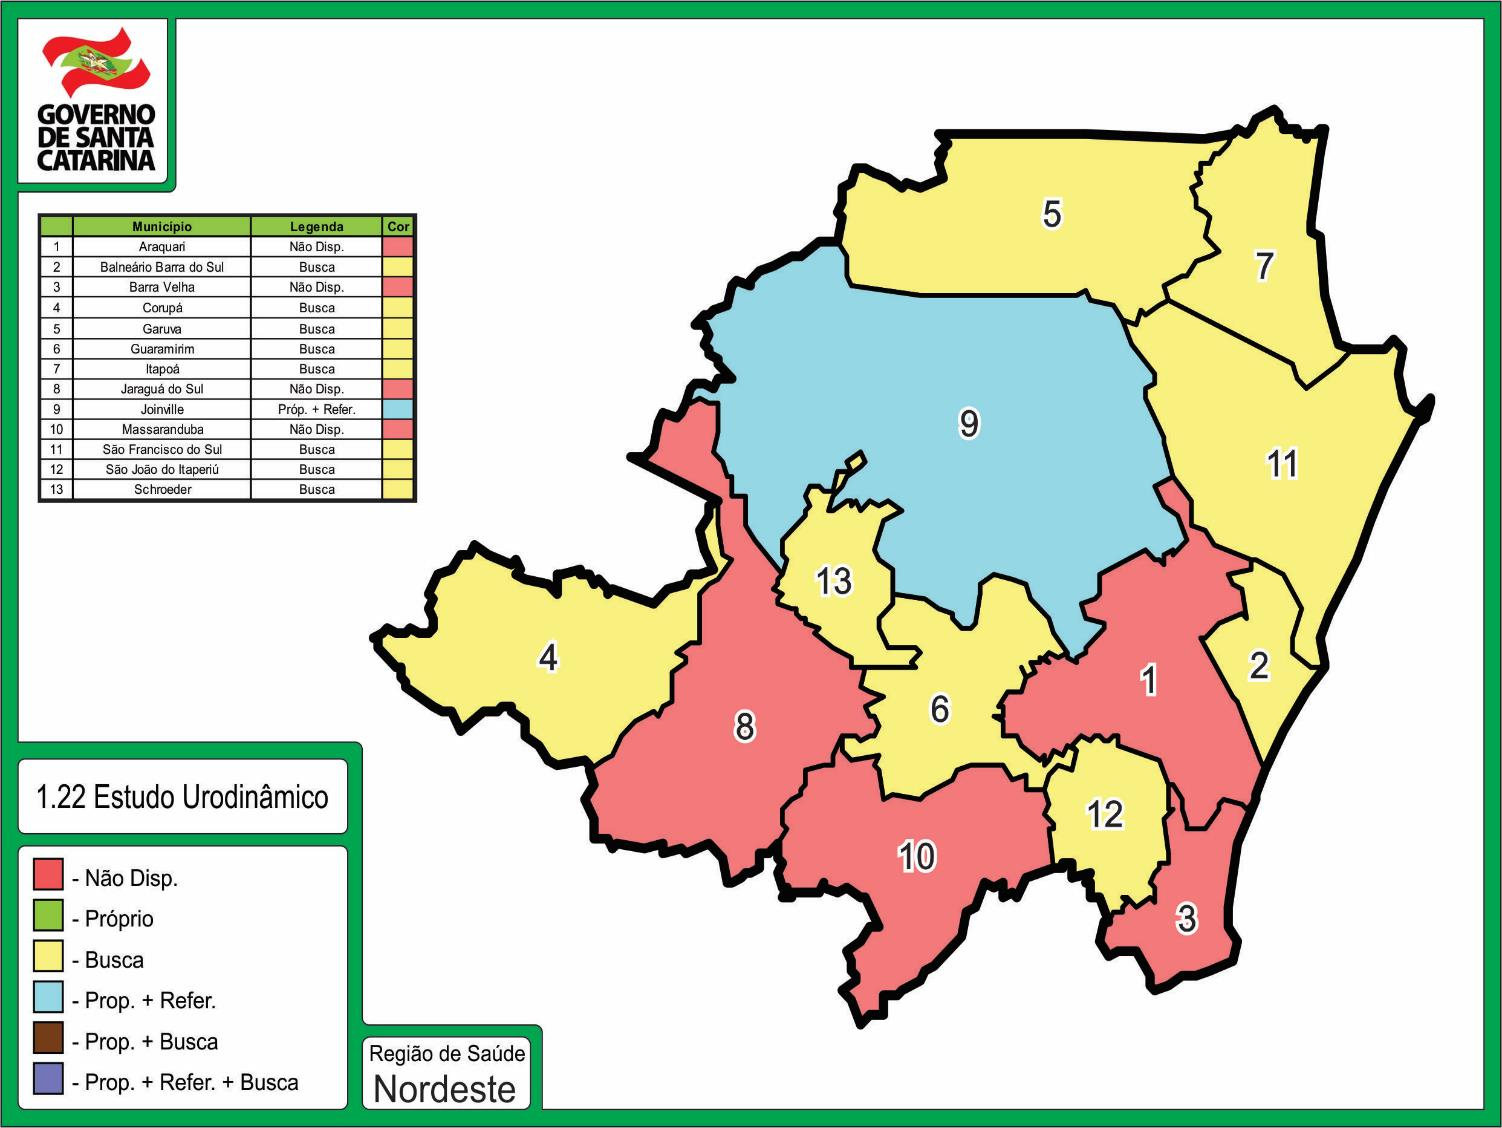 GOVERNO
DE SANTA
CATARINA
Município Legenda Cor
1 Araquari Não Disp.
2 Balneário Barra do Sul Busca
3 Barra Velha Não Disp.
4 Corupá Busca
5 Garuva Busca
6 Guaramirim Busca
7 Itapoá Busca
8 Jaraguá do Sul Não Disp.
9 Joinville Próp. + Refer.
10 Massaranduba Não Disp.
11 São Francisco do Sul Busca
12 São João do Itaperiú Busca
13 Schroeder Busca
5
7
9
11
13
4
2
1
6
8
12
10
3
1.22 Estudo Urodinâmico
- Não Disp.
- Próprio
- Busca
- Prop. + Refer.
- Prop. + Busca
- Prop. + Refer. + Busca
Região de Saúde
Nordeste